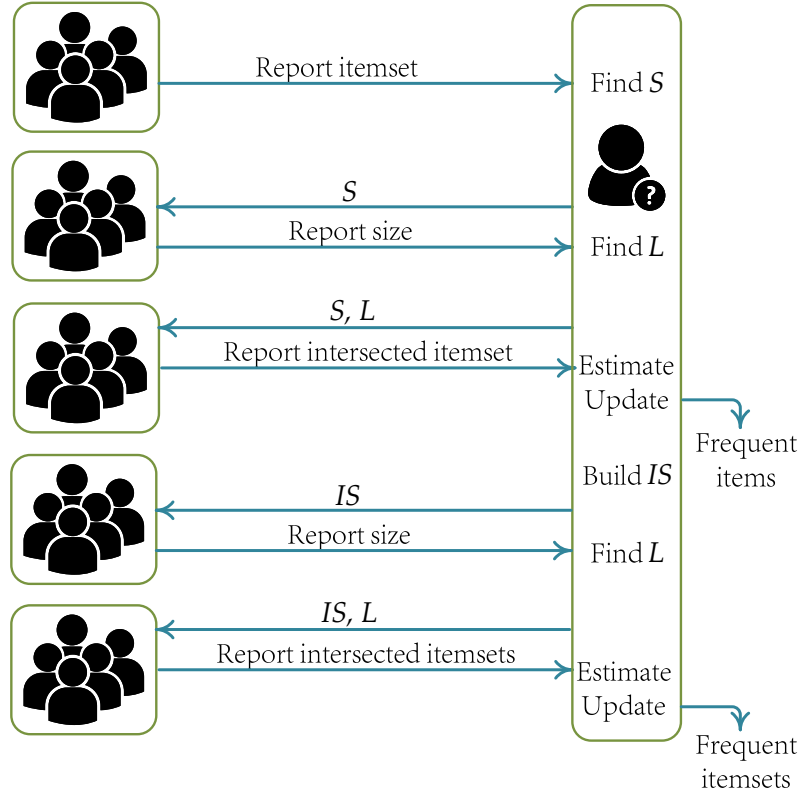 Report itemset
Find S
?
S
Report size
Find L
S, L
Report intersected itemset
Estimate
Update
Frequent
items
Build IS
IS
Report size
Find L
IS, L
Report intersected itemsets
Estimate
Update
Frequent
itemsets